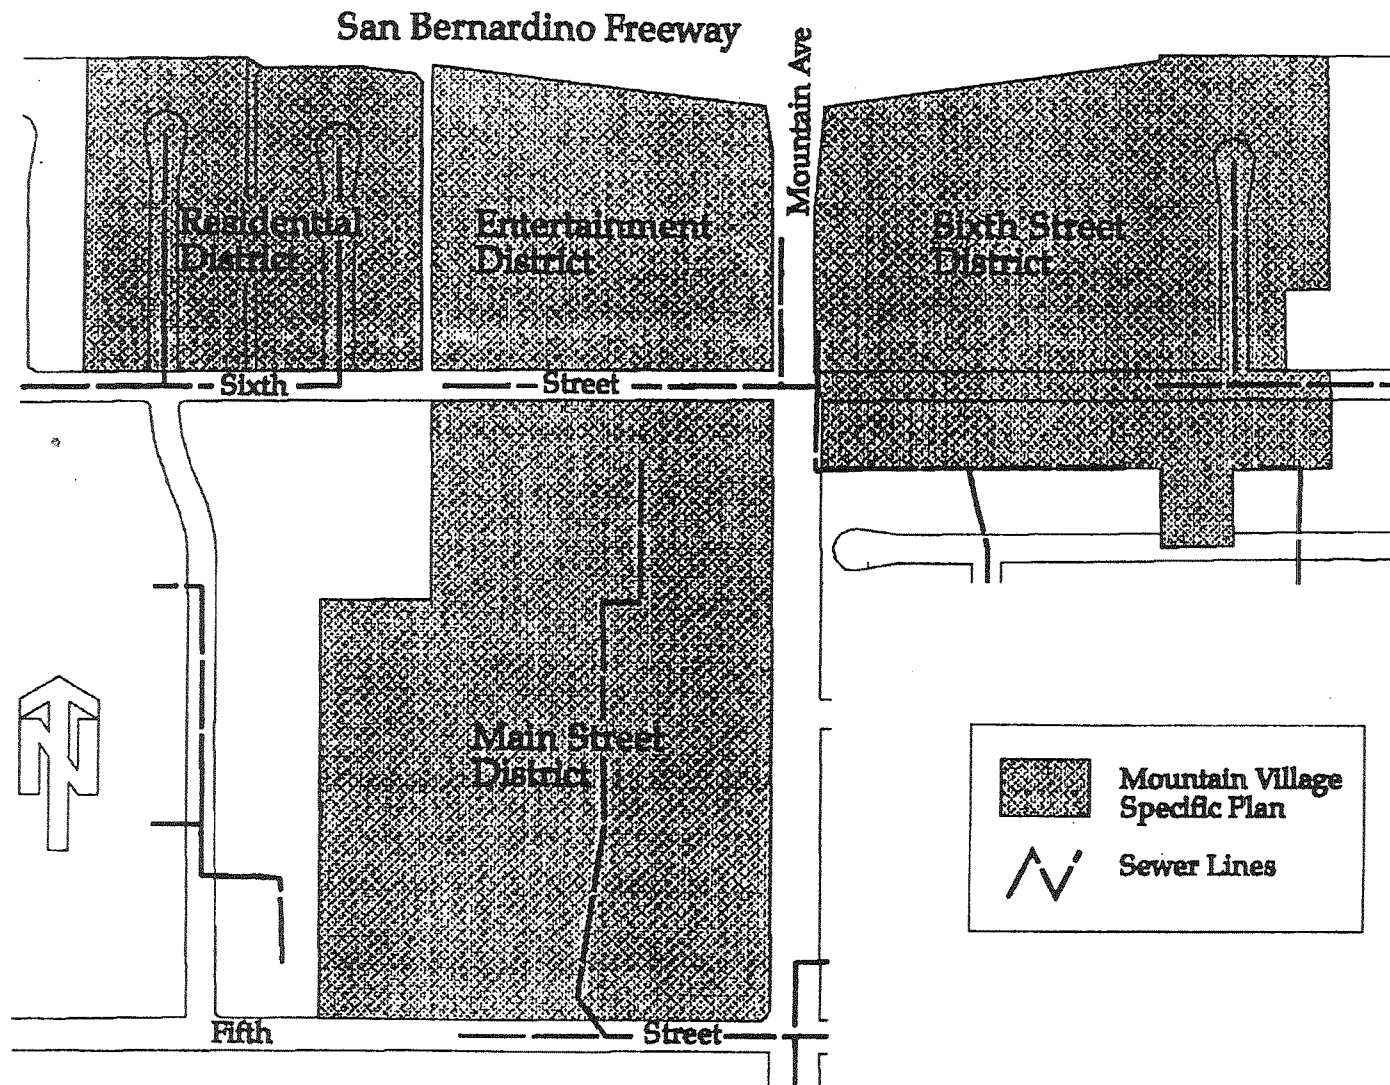 San Bernardino Freeway
Mountain Ave
Residential
District
Entertainment
District
Sixth Street
District
Sixth
Street
Main Street
District
N
Mountain Village
Specific Plan
Sewer Lines
Fifth
Street